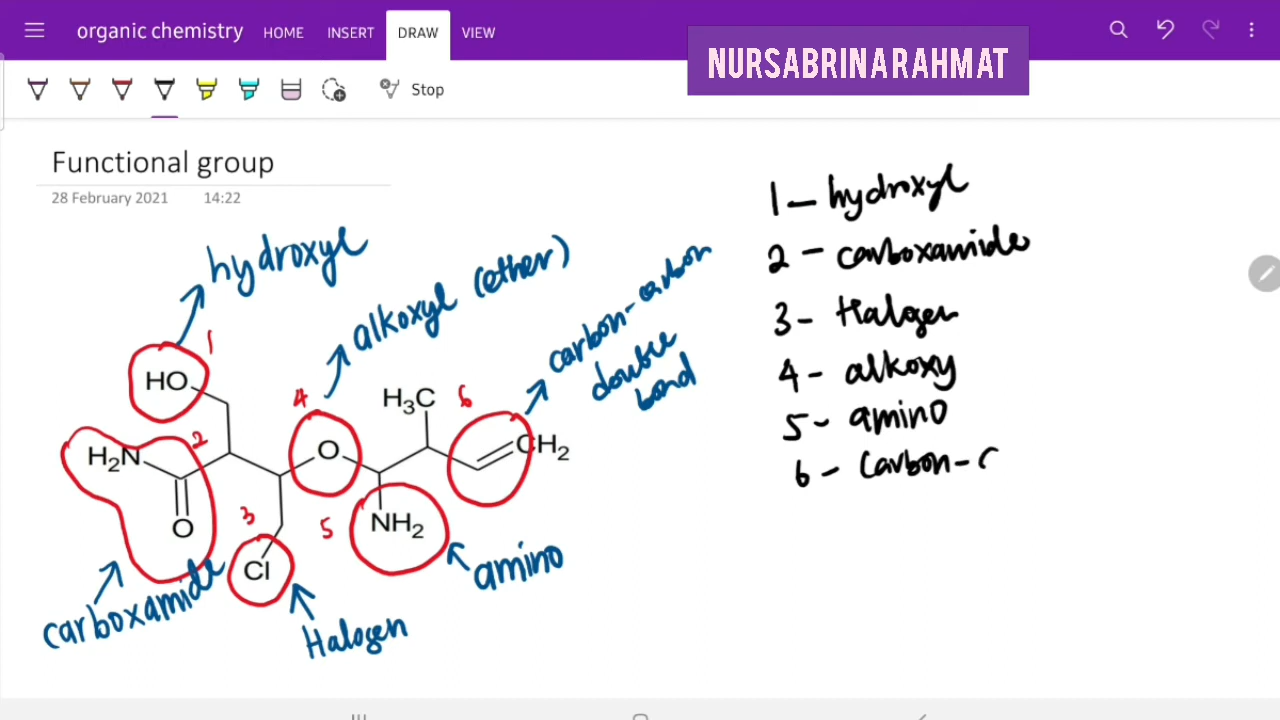 organic chemistry HOME INSERT DRAW VIEW
NURSABRINARAHMAT
Stop
Functional group
28 February 2021 14:22
hydroxyl
alkoxyl (ether)
carbon-carbon
double
bond
1
HO
4
H₃C
6
H₂N
2
O
CH₂
O
3
5
NH₂
Cl
carboxamide
Halogen
amino
1 - hydroxyl
2 - carboxamide
3 - Halogen
4 - alkoxy
5 - amino
6 - Carbon-c